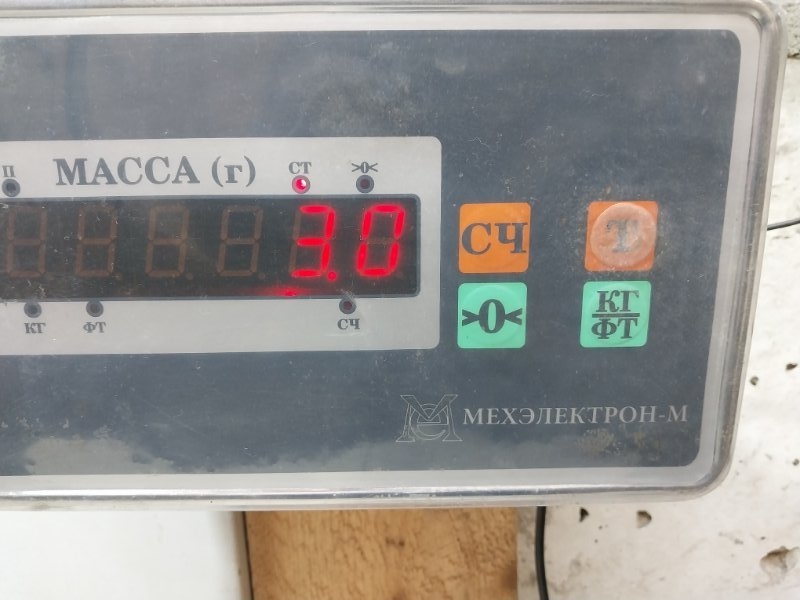 П
МАССА (г)
СТ
>0<
3.0
КГ
ФТ
СЧ
СЧ
Т
>0<
КГ
ФТ
МЕХЭЛЕКТРОН-М